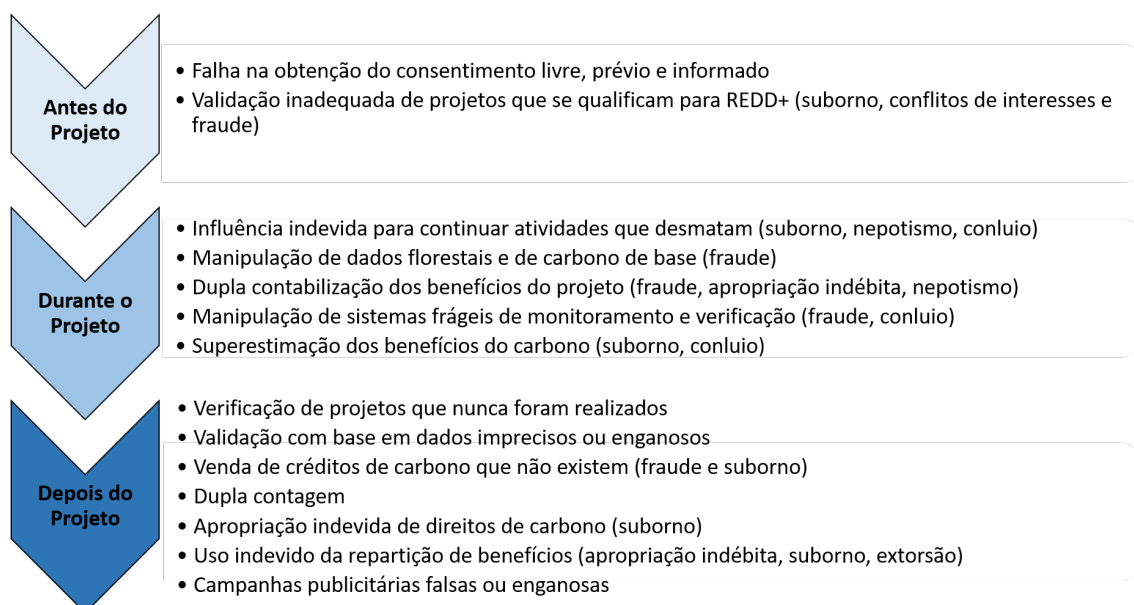 Antes do
Projeto
• Falha na obtenção do consentimento livre, prévio e informado
• Validação inadequada de projetos que se qualificam para REDD+ (suborno, conflitos de interesses e
fraude)
Durante o
Projeto
• Influência indevida para continuar atividades que desmatam (suborno, nepotismo, conluio)
• Manipulação de dados florestais e de carbono de base (fraude)
• Dupla contabilização dos benefícios do projeto (fraude, apropriação indébita, nepotismo)
• Manipulação de sistemas frágeis de monitoramento e verificação (fraude, conluio)
• Superestimação dos benefícios do carbono (suborno, conluio)
Depois do
Projeto
• Verificação de projetos que nunca foram realizados
• Validação com base em dados imprecisos ou enganosos
• Venda de créditos de carbono que não existem (fraude e suborno)
• Dupla contagem
• Apropriação indevida de direitos de carbono (suborno)
• Uso indevido da repartição de benefícios (apropriação indébita, suborno, extorsão)
• Campanhas publicitárias falsas ou enganosas